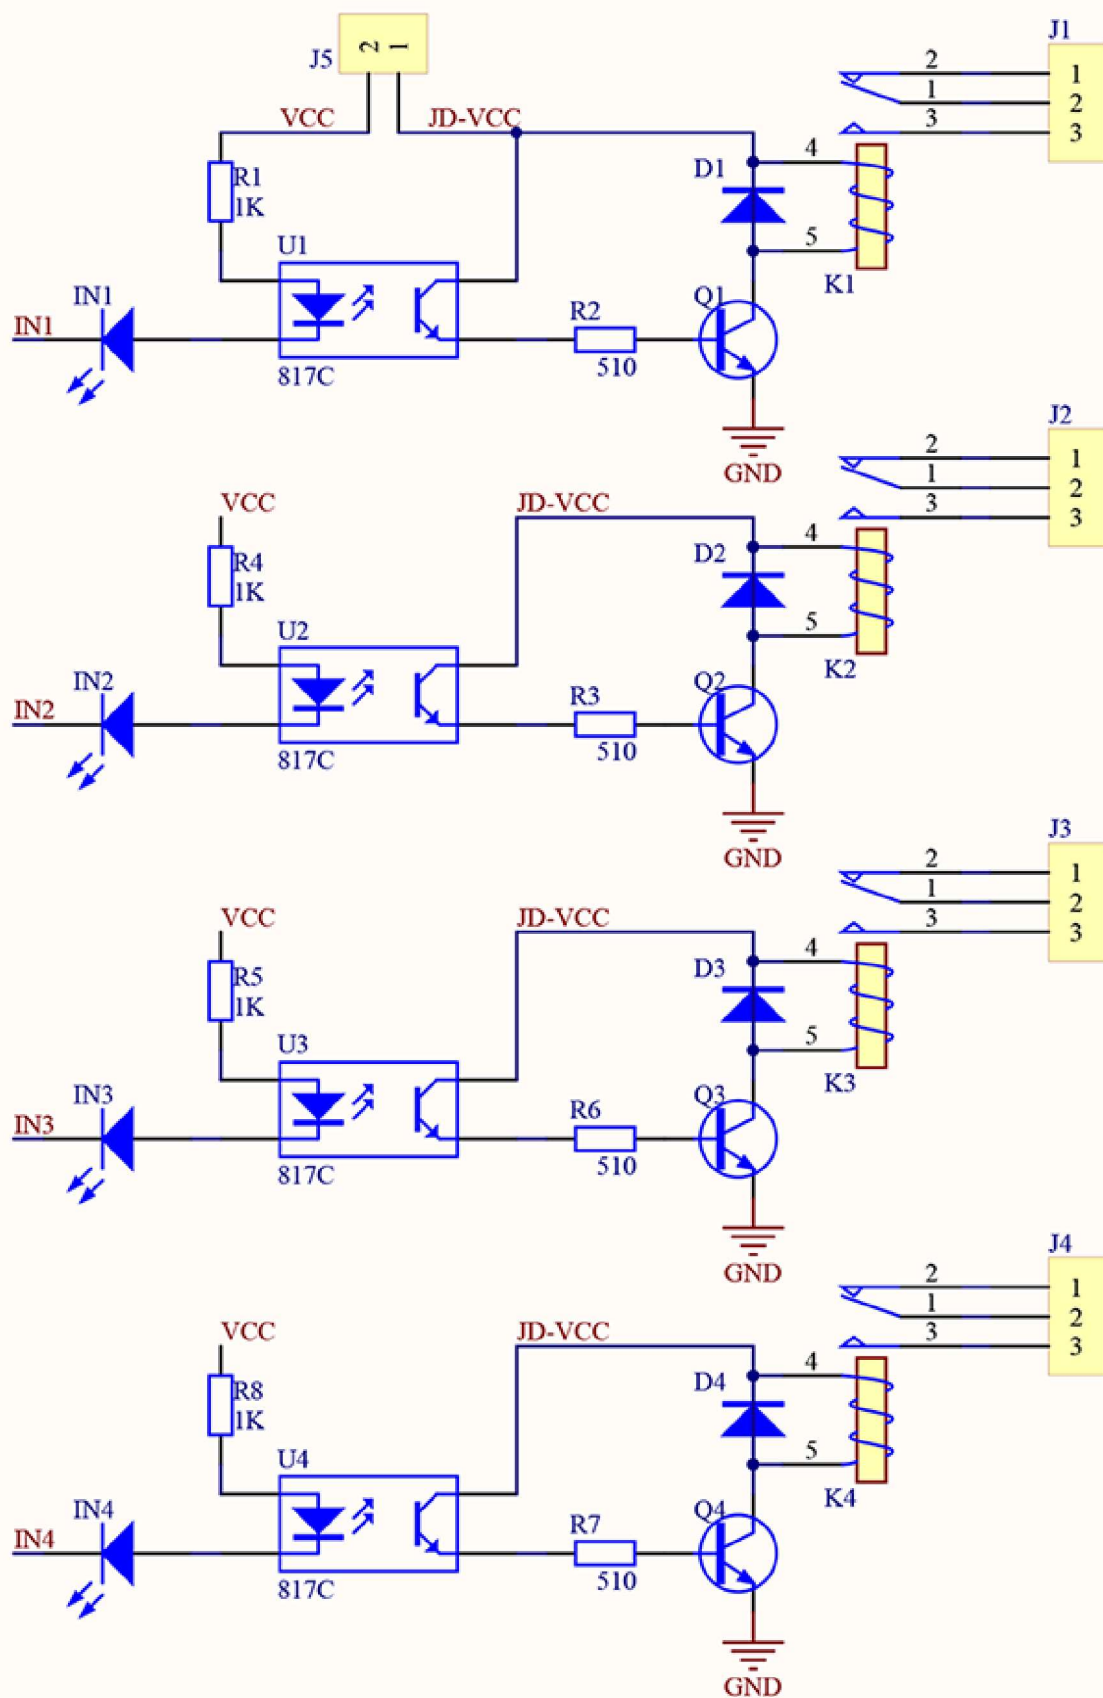 J5
2 1
VCC
JD-VCC
R1
1K
U1
IN1
IN1
817C
R2
510
D1
Q1
4
5
K1
GND
J1
2 1
1 2
3 3
VCC
JD-VCC
R4
1K
U2
IN2
IN2
817C
R3
510
D2
Q2
4
5
K2
GND
J2
2 1
1 2
3 3
VCC
JD-VCC
R5
1K
U3
IN3
IN3
817C
R6
510
D3
Q3
4
5
K3
GND
J3
2 1
1 2
3 3
VCC
JD-VCC
R8
1K
U4
IN4
IN4
817C
R7
510
D4
Q4
4
5
K4
GND
J4
2 1
1 2
3 3